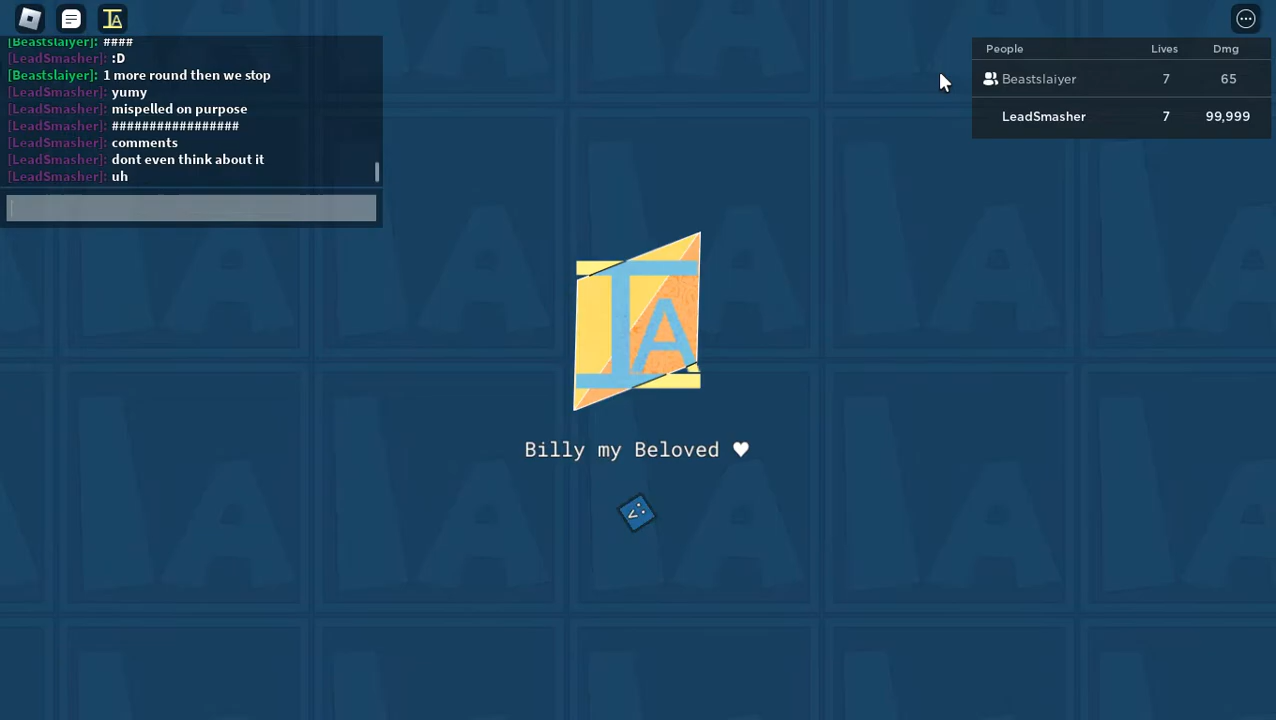 IA
[Beastslaiyer]: ####
[LeadSmasher]: :D
[Beastslaiyer]: 1 more round then we stop
[LeadSmasher]: yumy
[LeadSmasher]: mispelled on purpose
[LeadSmasher]: #################
[LeadSmasher]: comments
[LeadSmasher]: dont even think about it
[LeadSmasher]: uh
People Lives Dmg
Beastslaiyer 7 65
LeadSmasher 7 99,999
IA
Billy my Beloved ♥